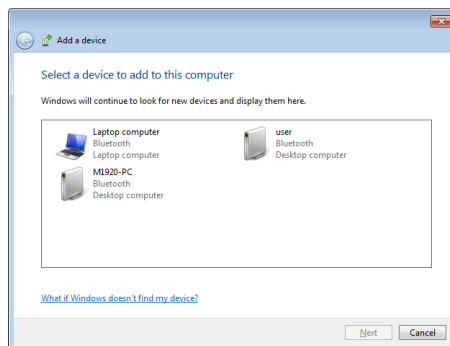 Add a device
Select a device to add to this computer
Windows will continue to look for new devices and display them here.
Laptop computer
Bluetooth
Laptop computer
user
Bluetooth
Desktop computer
M1920-PC
Bluetooth
Desktop computer
What if Windows doesn't find my device?
Next
Cancel